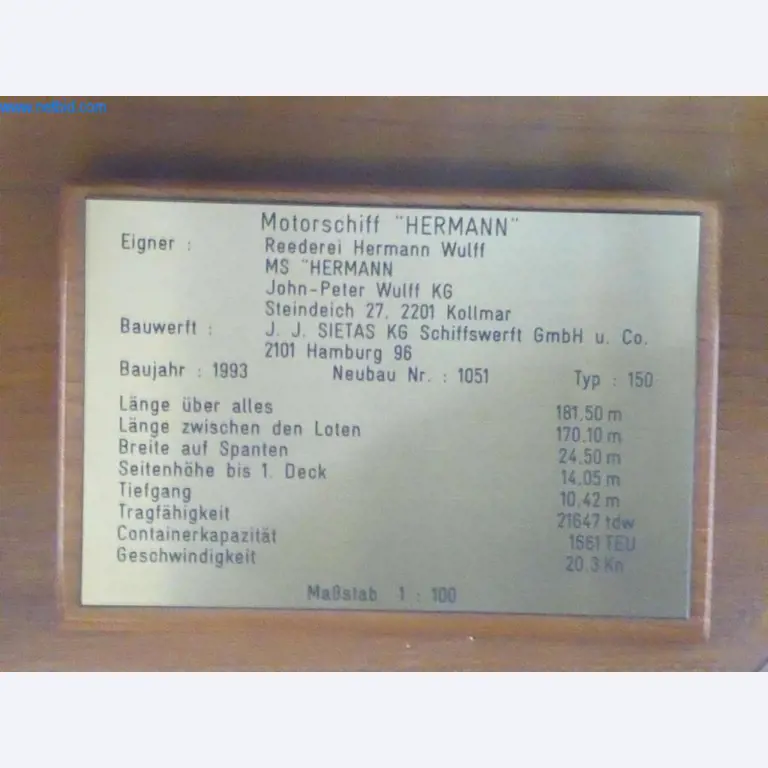 Motorschiff "HERMANN"
Eigner : Reederei Hermann Wulff
MS "HERMANN
John-Peter Wulff KG
Steindeich 27, 2201 Kollmar
Bauwerft : J. J. SIETAS KG Schiffswerft GmbH u. Co.
2101 Hamburg 96
Baujahr : 1993 Neubau Nr. : 1051 Typ : 150
Länge über alles 181,50 m
Länge zwischen den Loten 170,10 m
Breite auf Spanten 24,50 m
Seitenhöhe bis 1. Deck 14,05 m
Tiefgang 10,42 m
Tragfähigkeit 21647 tdw
Containerkapazität TEU
Geschwindigkeit 20,3 Kn
Maßstab 1 : 100